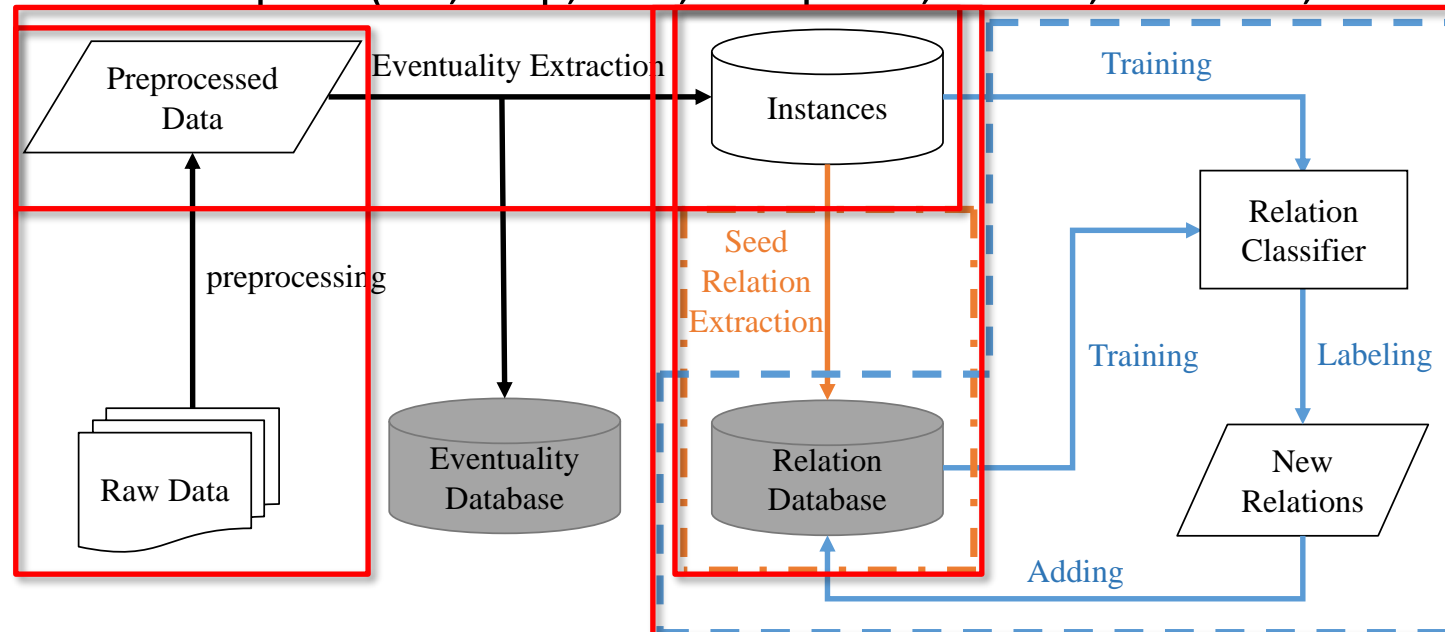 Preprocessed
Data
Eventuality Extraction
Instances
Training
Relation
Classifier
Seed
Relation
Extraction
preprocessing
Training
Labeling
Raw Data
Eventuality
Database
Relation
Database
New
Relations
Adding